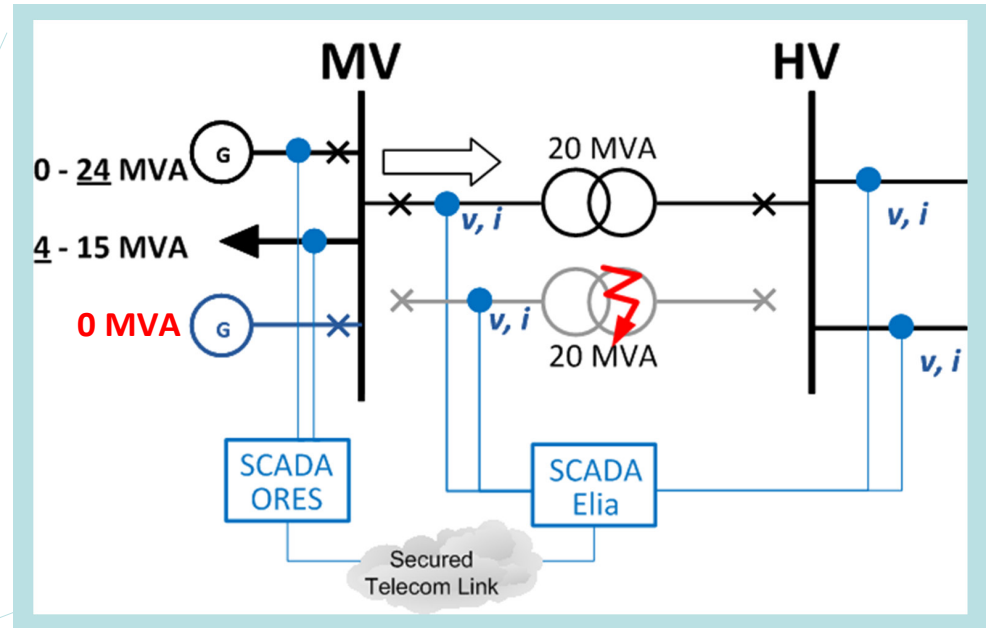 MV
HV
G
0 - 24 MVA
20 MVA
v, i
v, i
4 - 15 MVA
G
0 MVA
v, i
20 MVA
v, i
SCADA
ORES
SCADA
Elia
Secured
Telecom Link